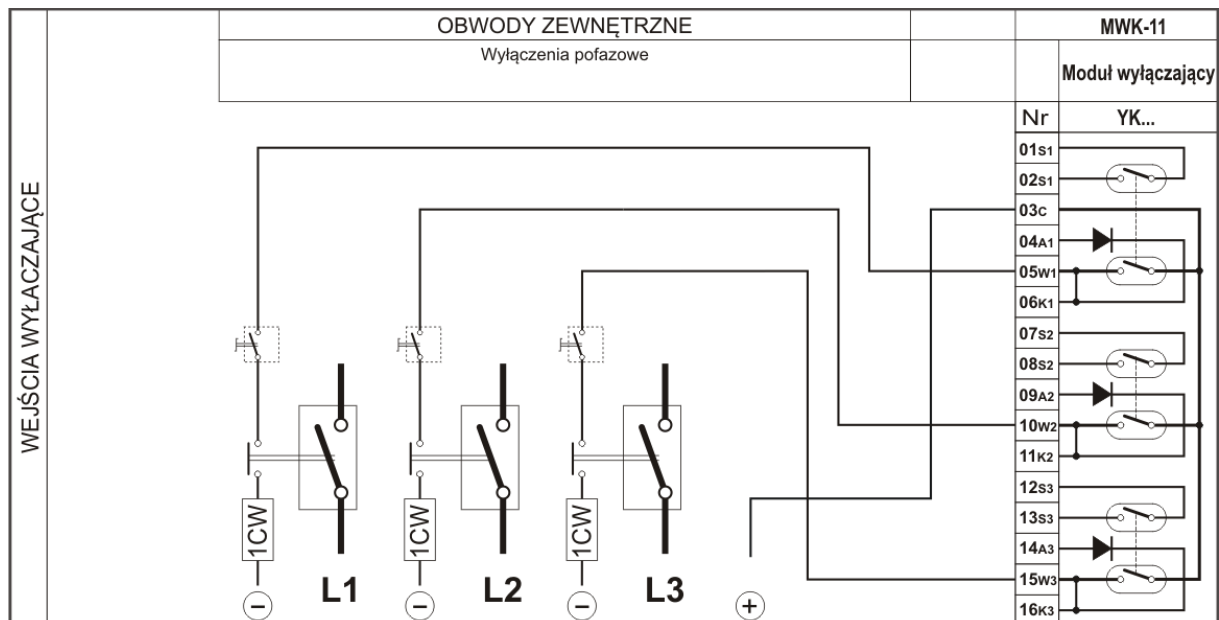 OBWODY ZEWNĘTRZNE
MWK-11
Wyłączenia pofazowe
Moduł wyłączający
Nr
YK...
WEJŚCIA WYŁACZAJĄCE
01S1
02S1
03C
04A1
05W1
06K1
07S2
08S2
09A2
10W2
11K2
12S3
13S3
14A3
15W3
16K3
1CW
1CW
1CW
L1
L2
L3
−
−
−
+